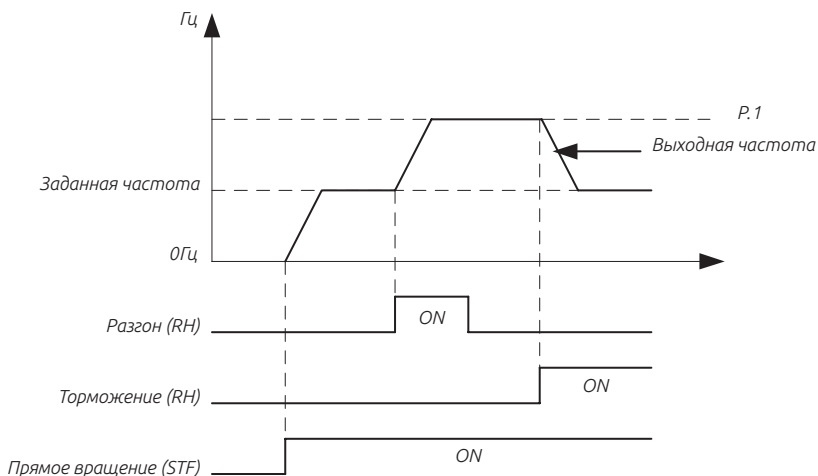 Гц
P.1
Выходная частота
Заданная частота
0Гц
Разгон (RH)
ON
Торможение (RH)
ON
Прямое вращение (STF)
ON